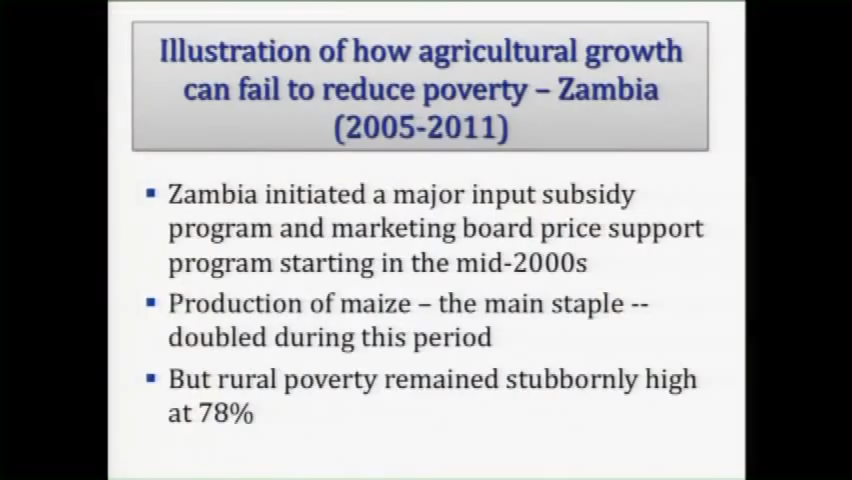 Illustration of how agricultural growth
can fail to reduce poverty – Zambia
(2005-2011)
▪ Zambia initiated a major input subsidy
program and marketing board price support
program starting in the mid-2000s
▪ Production of maize – the main staple --
doubled during this period
▪ But rural poverty remained stubbornly high
at 78%